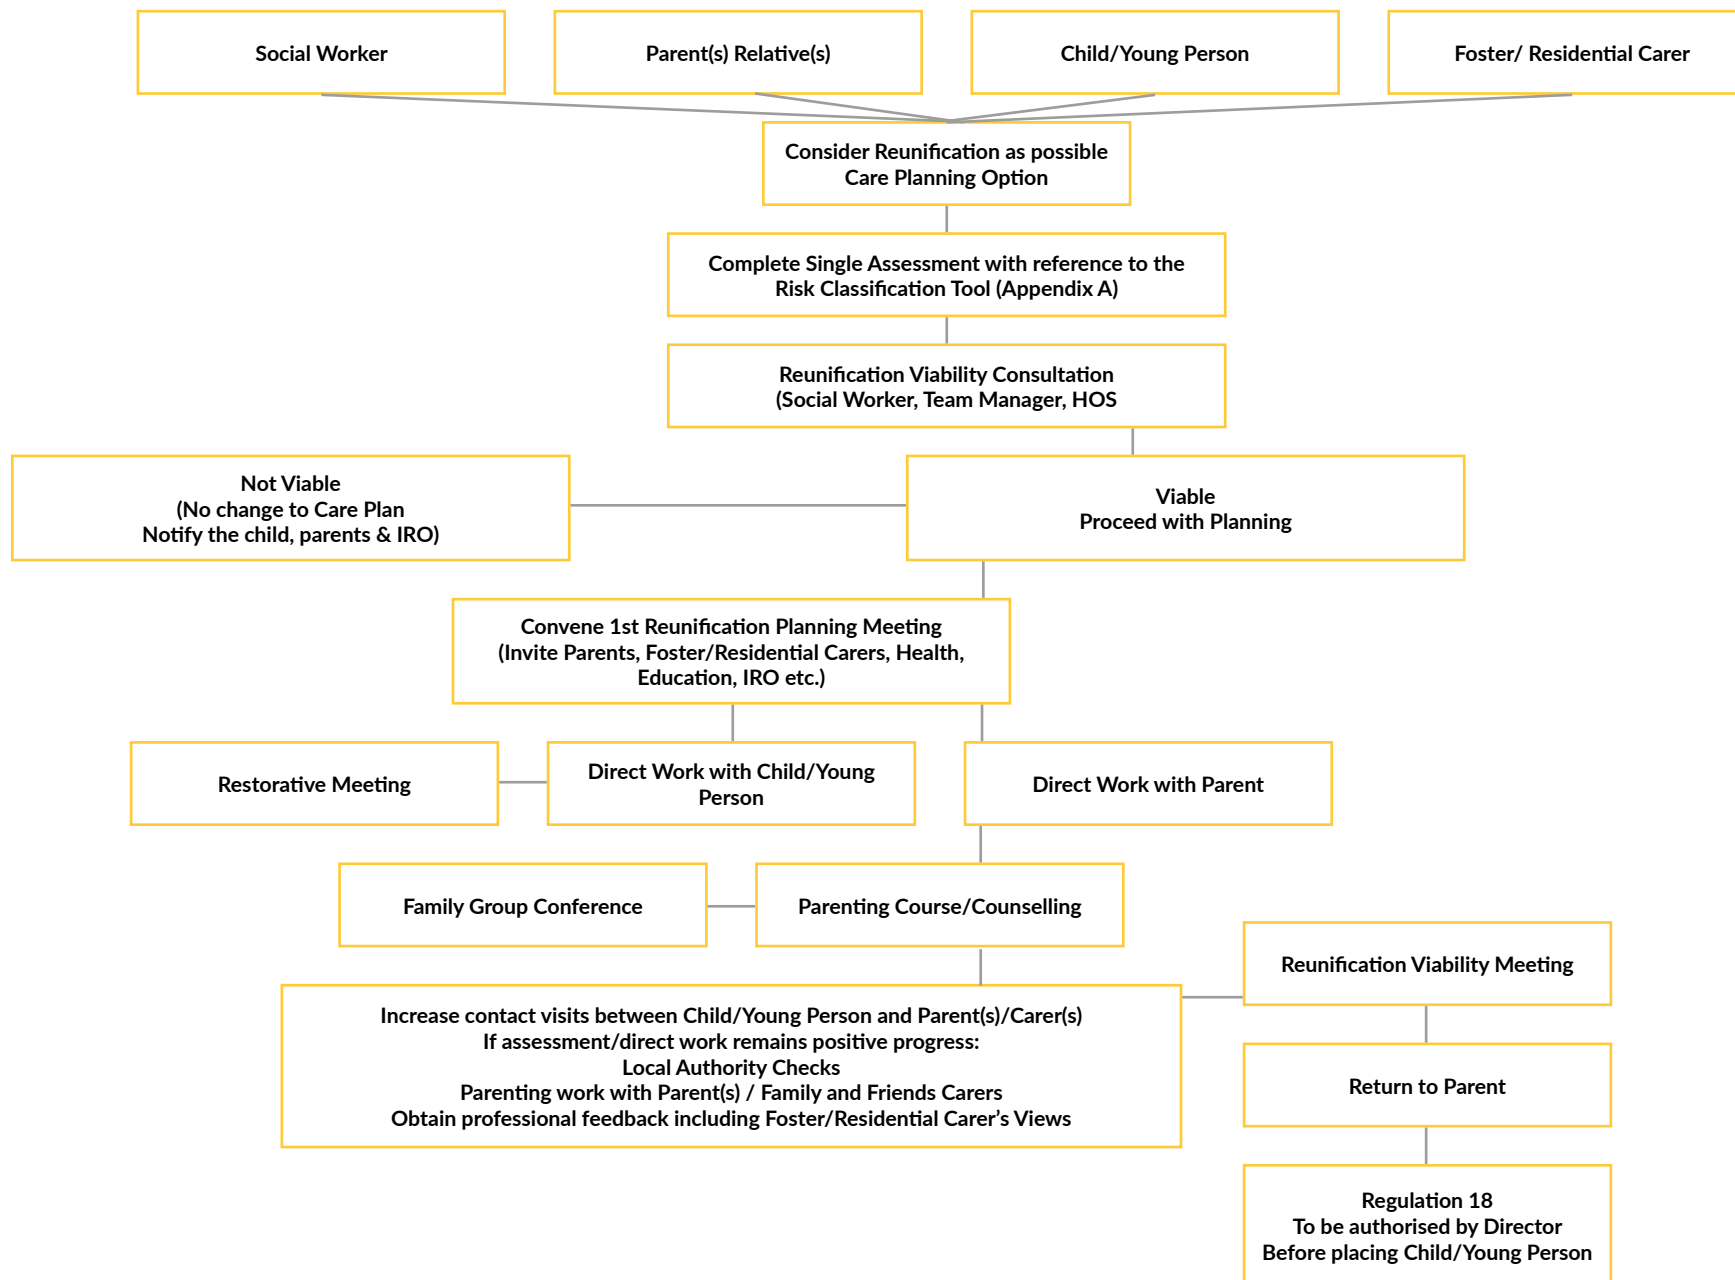 Social Worker
Parent(s) Relative(s)
Child/Young Person
Foster/ Residential Carer
Consider Reunification as possible
Care Planning Option
Complete Single Assessment with reference to the
Risk Classification Tool (Appendix A)
Reunification Viability Consultation
(Social Worker, Team Manager, HOS
Not Viable
(No change to Care Plan
Notify the child, parents & IRO)
Viable
Proceed with Planning
Convene 1st Reunification Planning Meeting
(Invite Parents, Foster/Residential Carers, Health,
Education, IRO etc.)
Restorative Meeting
Direct Work with Child/Young
Person
Direct Work with Parent
Family Group Conference
Parenting Course/Counselling
Reunification Viability Meeting
Increase contact visits between Child/Young Person and Parent(s)/Carer(s)
If assessment/direct work remains positive progress:
Local Authority Checks
Parenting work with Parent(s) / Family and Friends Carers
Obtain professional feedback including Foster/Residential Carer’s Views
Return to Parent
Regulation 18
To be authorised by Director
Before placing Child/Young Person